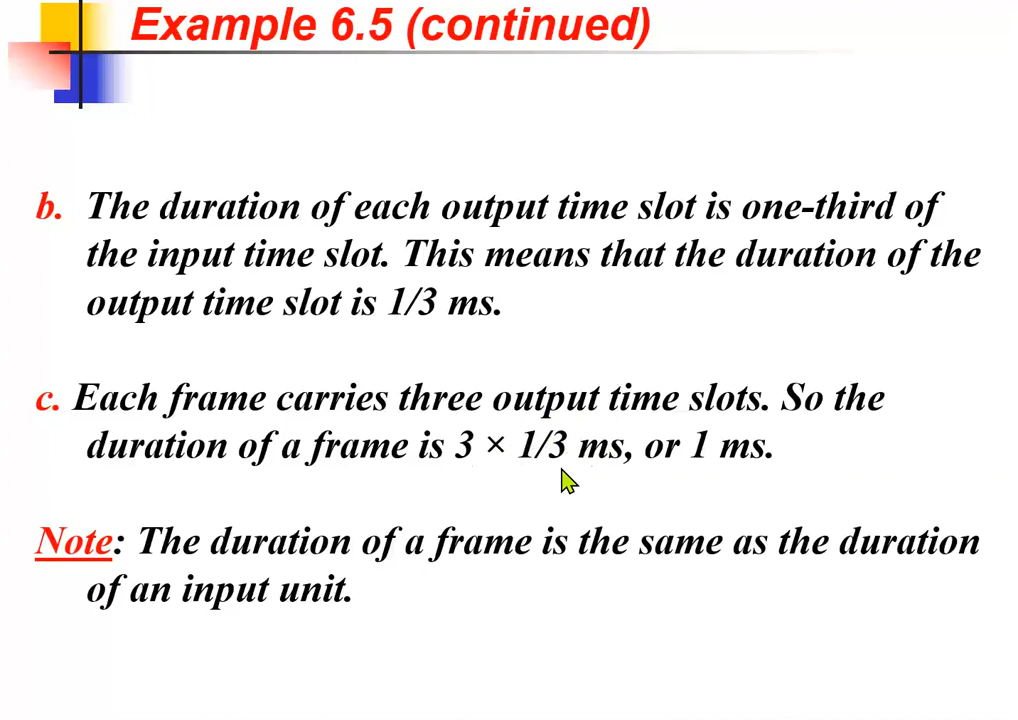 Example 6.5 (continued)
b. The duration of each output time slot is one-third of
the input time slot. This means that the duration of the
output time slot is 1/3 ms.
c. Each frame carries three output time slots. So the
duration of a frame is 3 × 1/3 ms, or 1 ms.
Note: The duration of a frame is the same as the duration
of an input unit.